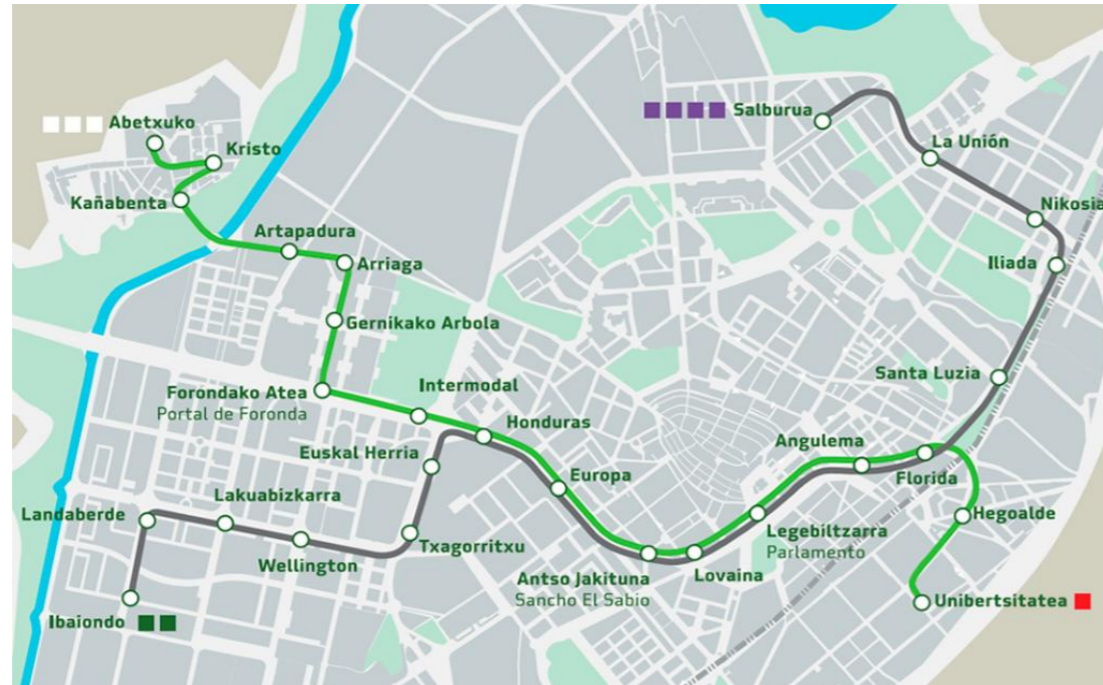 Abetxuko
Salburua
Kristo
La Unión
Kañabenta
Nikosia
Artapadura
Arriaga
Iliada
Gernikako Arbola
Santa Luzia
Forondako Atea
Portal de Foronda
Intermodal
Honduras
Euskal Herria
Angulema
Florida
Europa
Lakuabizkarra
Landaberde
Hegoalde
Legebiltzarra
Parlamento
Txagorritxu
Wellington
Antso Jakituna
Sancho El Sabio
Lovaina
Unibertsitatea
Ibaiondo